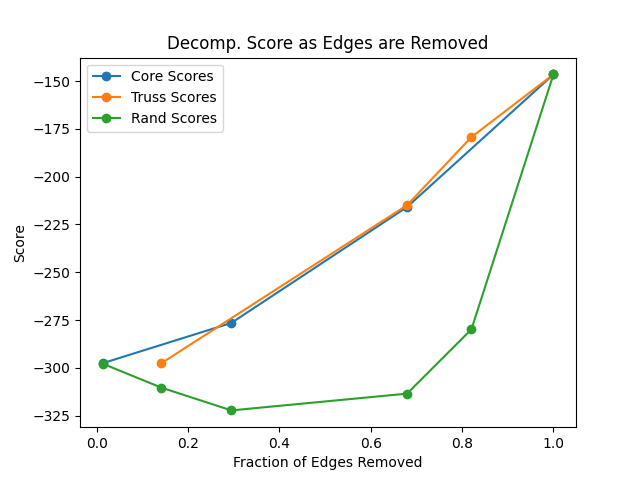 Decomp. Score as Edges are Removed
Core Scores
Truss Scores
Rand Scores
−150
−175
−200
−225
−250
−275
−300
−325
Score
0.0 0.2 0.4 0.6 0.8 1.0
Fraction of Edges Removed